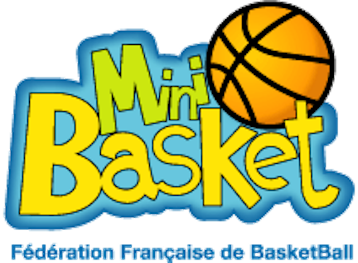 Mini
Basket
Fédération Française de BasketBall